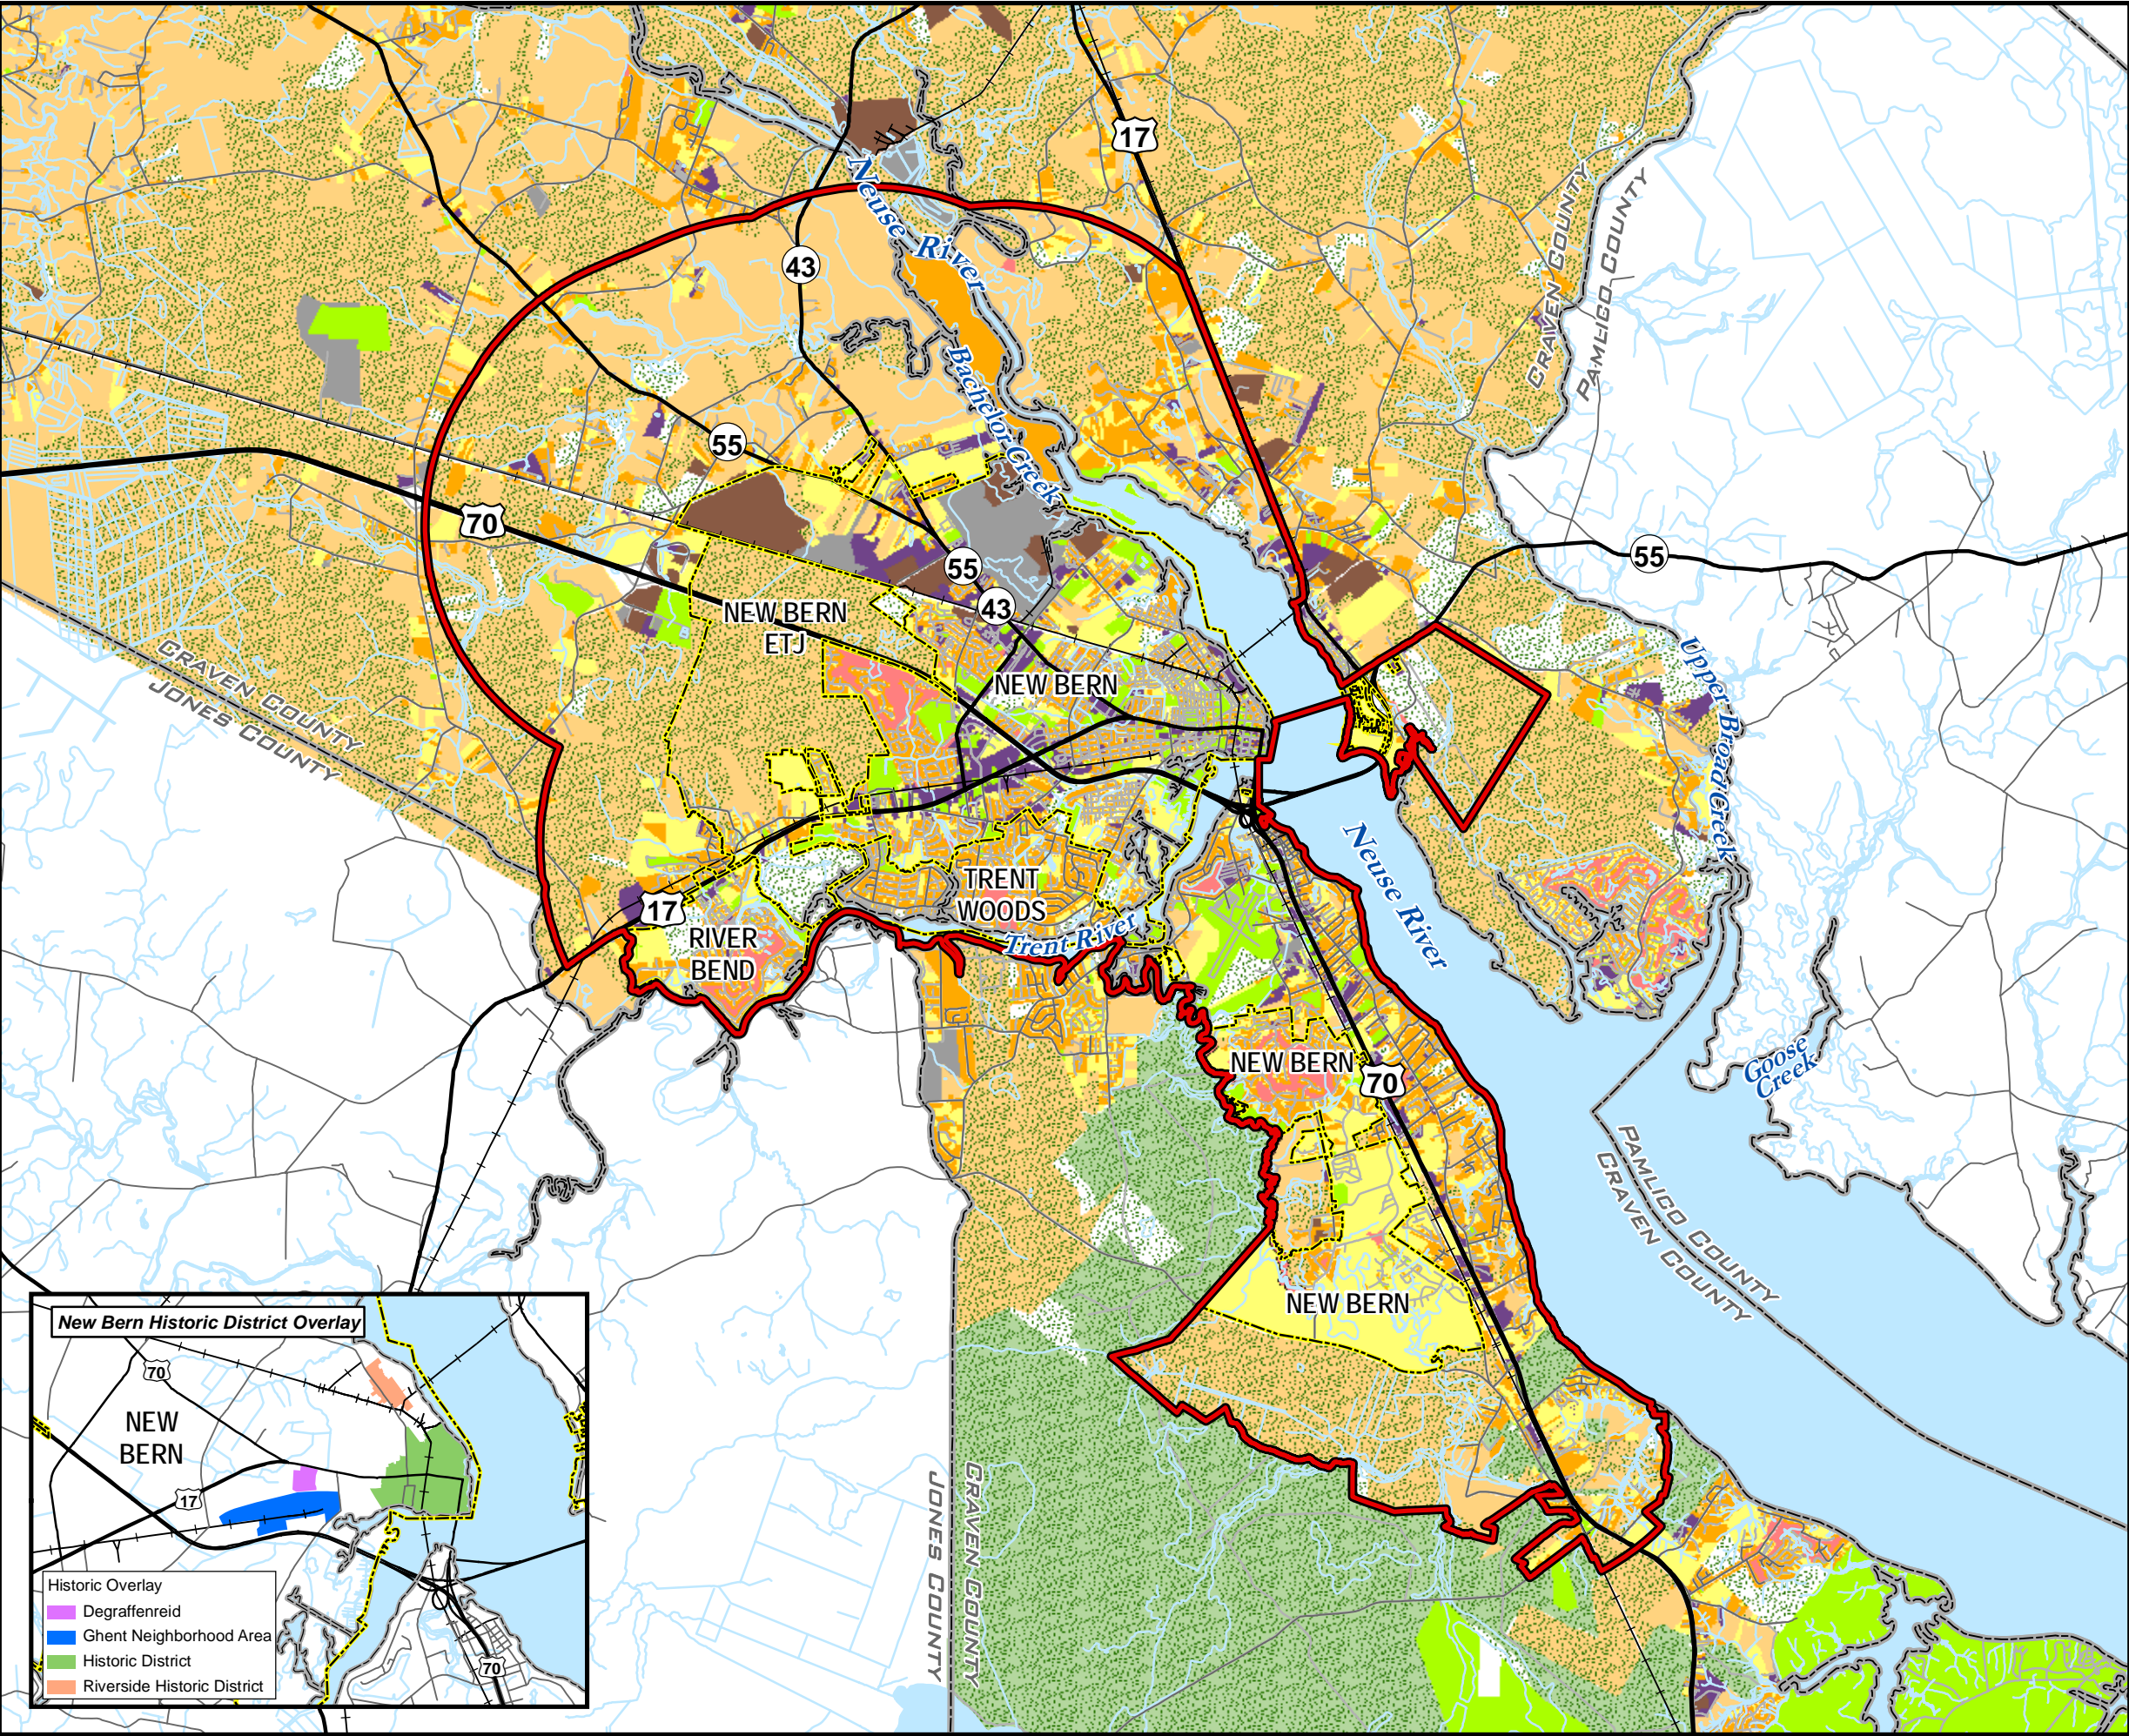 17
CRAVEN COUNTY
PAMLICO COUNTY
Neuse River
43
Bachelor Creek
55
70
55
55
43
NEW BERN
ETJ
NEW BERN
CRAVEN COUNTY
JONES COUNTY
Upper Broad Creek
Neuse River
TRENT
WOODS
17
RIVER
BEND
Trent River
NEW BERN
70
Goose
Creek
PAMLICO COUNTY
CRAVEN COUNTY
NEW BERN
JONES COUNTY
CRAVEN COUNTY
New Bern Historic District Overlay
70
NEW
BERN
17
70
Historic Overlay
Degraffenreid
Ghent Neighborhood Area
Historic District
Riverside Historic District